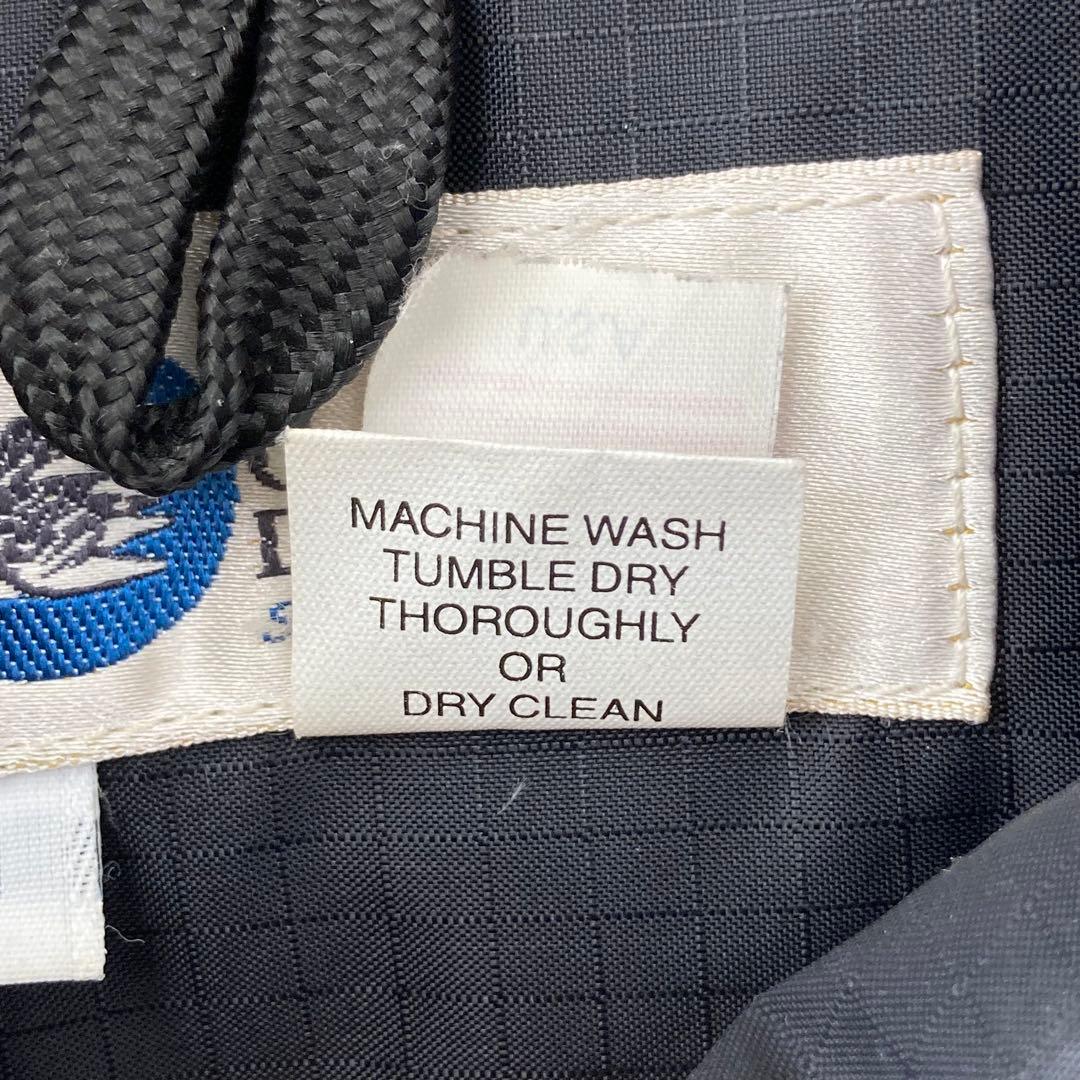 U.S.A
MACHINE WASH
TUMBLE DRY
THOROUGHLY
OR
DRY CLEAN